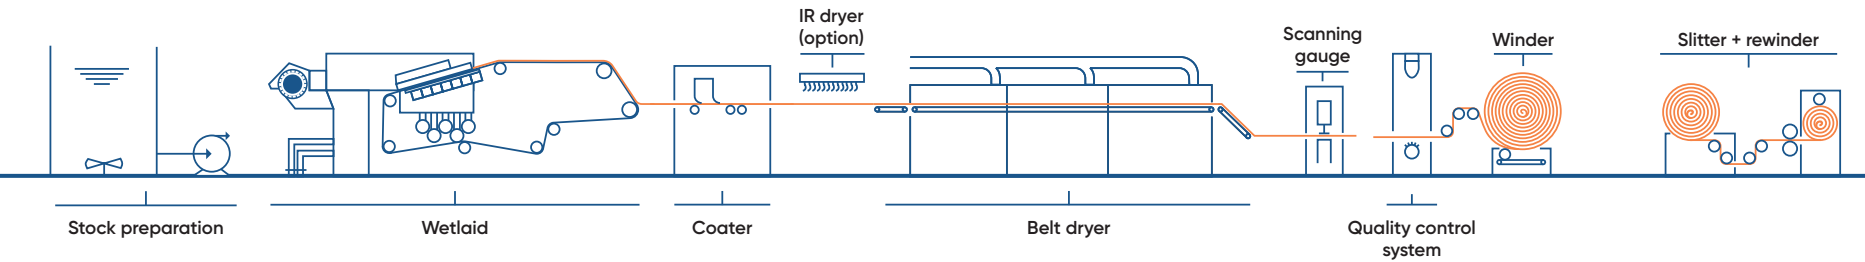 IR dryer
(option)
Scanning
gauge
Winder
Slitter + rewinder
Stock preparation
Wetlaid
Coater
Belt dryer
Quality control
system